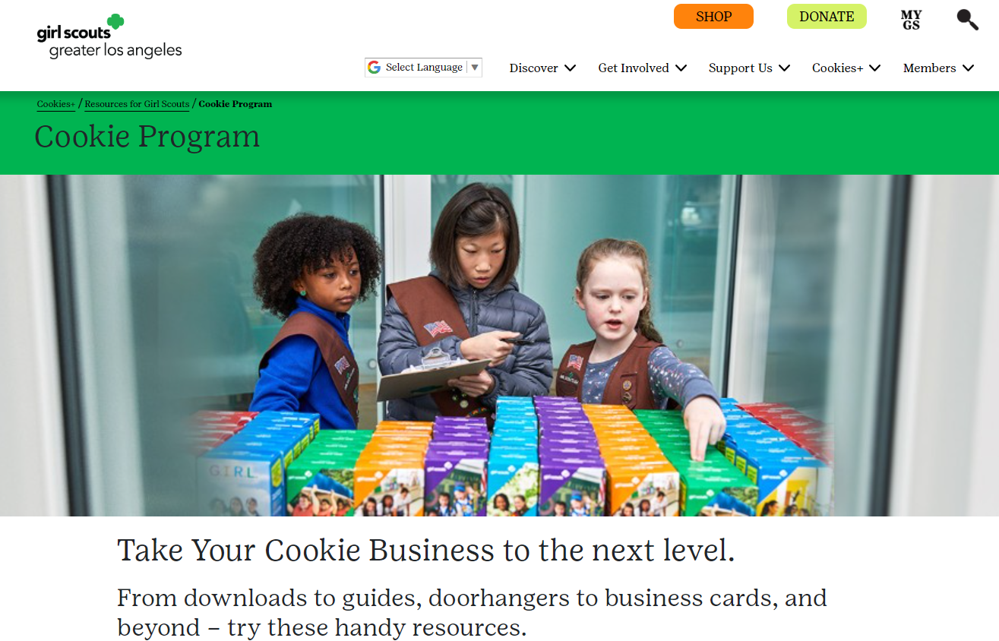 SHOP
DONATE
MY
GS
girl scouts
greater los angeles
Select Language
Discover
Get Involved
Support Us
Cookies+
Members
Cookies+ / Resources for Girl Scouts / Cookie Program
Cookie Program
GIRL
Take Your Cookie Business to the next level.
From downloads to guides, doorhangers to business cards, and
beyond – try these handy resources.